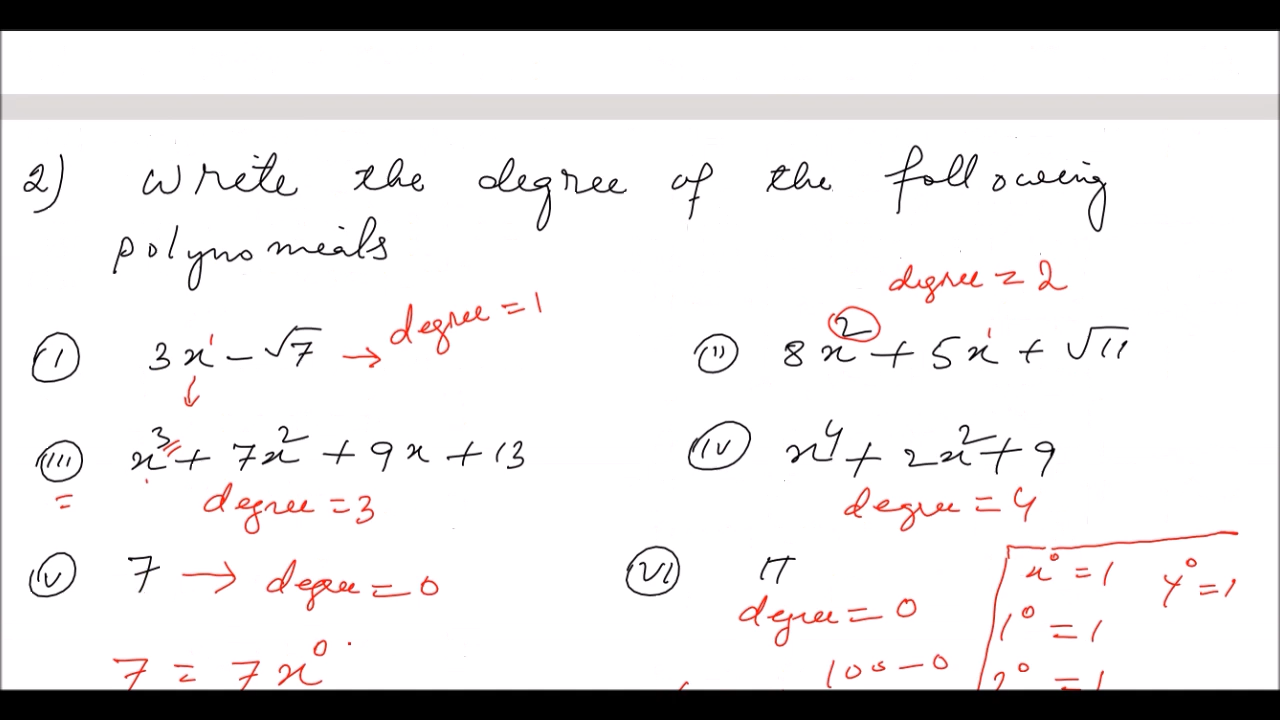 2) write the degree of the following
polynomials
degree = 2
(i) 3x¹ − √7 → degree = 1
(ii) 8x² + 5x¹ + √11
(iii) x³ + 7x² + 9x + 13
(iv) x⁴ + 2x² + 9
degree = 3
degree = 4
(v) 7 → degree = 0
(vi) π
degree = 0
x⁰ = 1 y⁰ = 1
1⁰ = 1
7 = 7x⁰
100 − 0
2⁰ = 1